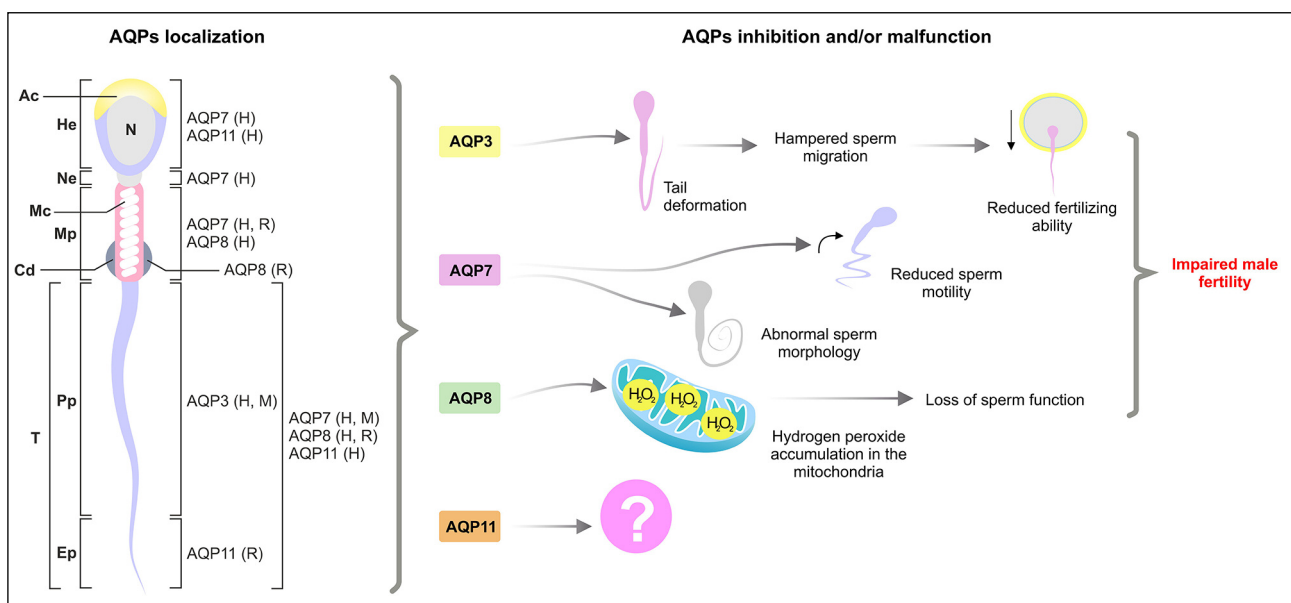 AQPs localization
Ac
He
N
AQP7 (H)
AQP11 (H)
Ne
AQP7 (H)
Mc
Mp
AQP7 (H, R)
AQP8 (H)
Cd
AQP8 (R)
T
Pp
AQP3 (H, M)
AQP7 (H, M)
AQP8 (H, R)
AQP11 (H)
Ep
AQP11 (R)
AQPs inhibition and/or malfunction
AQP3
Tail
deformation
Hampered sperm
migration
Reduced fertilizing
ability
AQP7
Reduced sperm
motility
Abnormal sperm
morphology
AQP8
H₂O₂
H₂O₂
H₂O₂
Hydrogen peroxide
accumulation in the
mitochondria
Loss of sperm function
AQP11
?
Impaired male
fertility